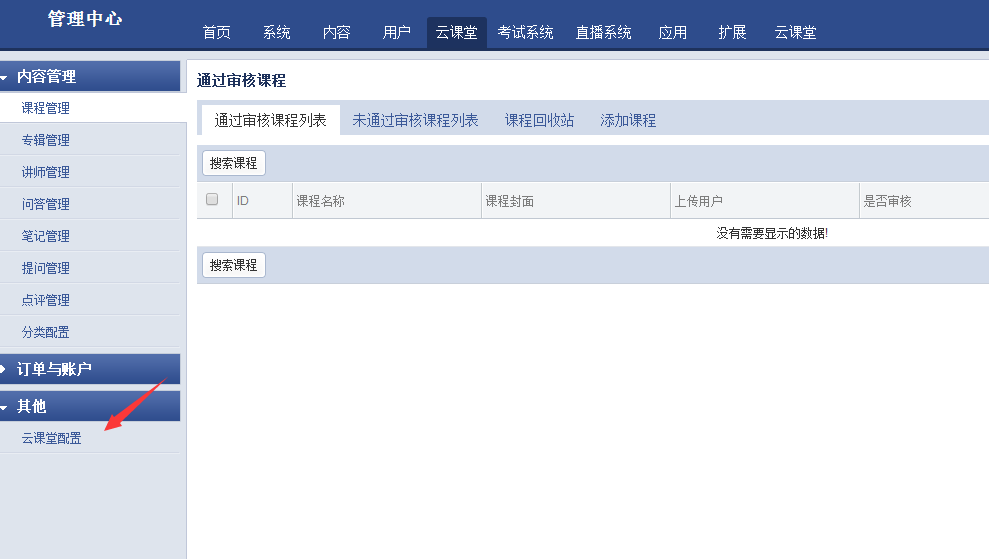 管理中心
首页 系统 内容 用户 云课堂 考试系统 直播系统 应用 扩展 云课堂
内容管理
课程管理
专辑管理
讲师管理
问答管理
笔记管理
提问管理
点评管理
分类配置
订单与账户
其他
云课堂配置
通过审核课程
通过审核课程列表 未通过审核课程列表 课程回收站 添加课程
搜索课程
ID 课程名称 课程封面 上传用户 是否审核
没有需要显示的数据!
搜索课程